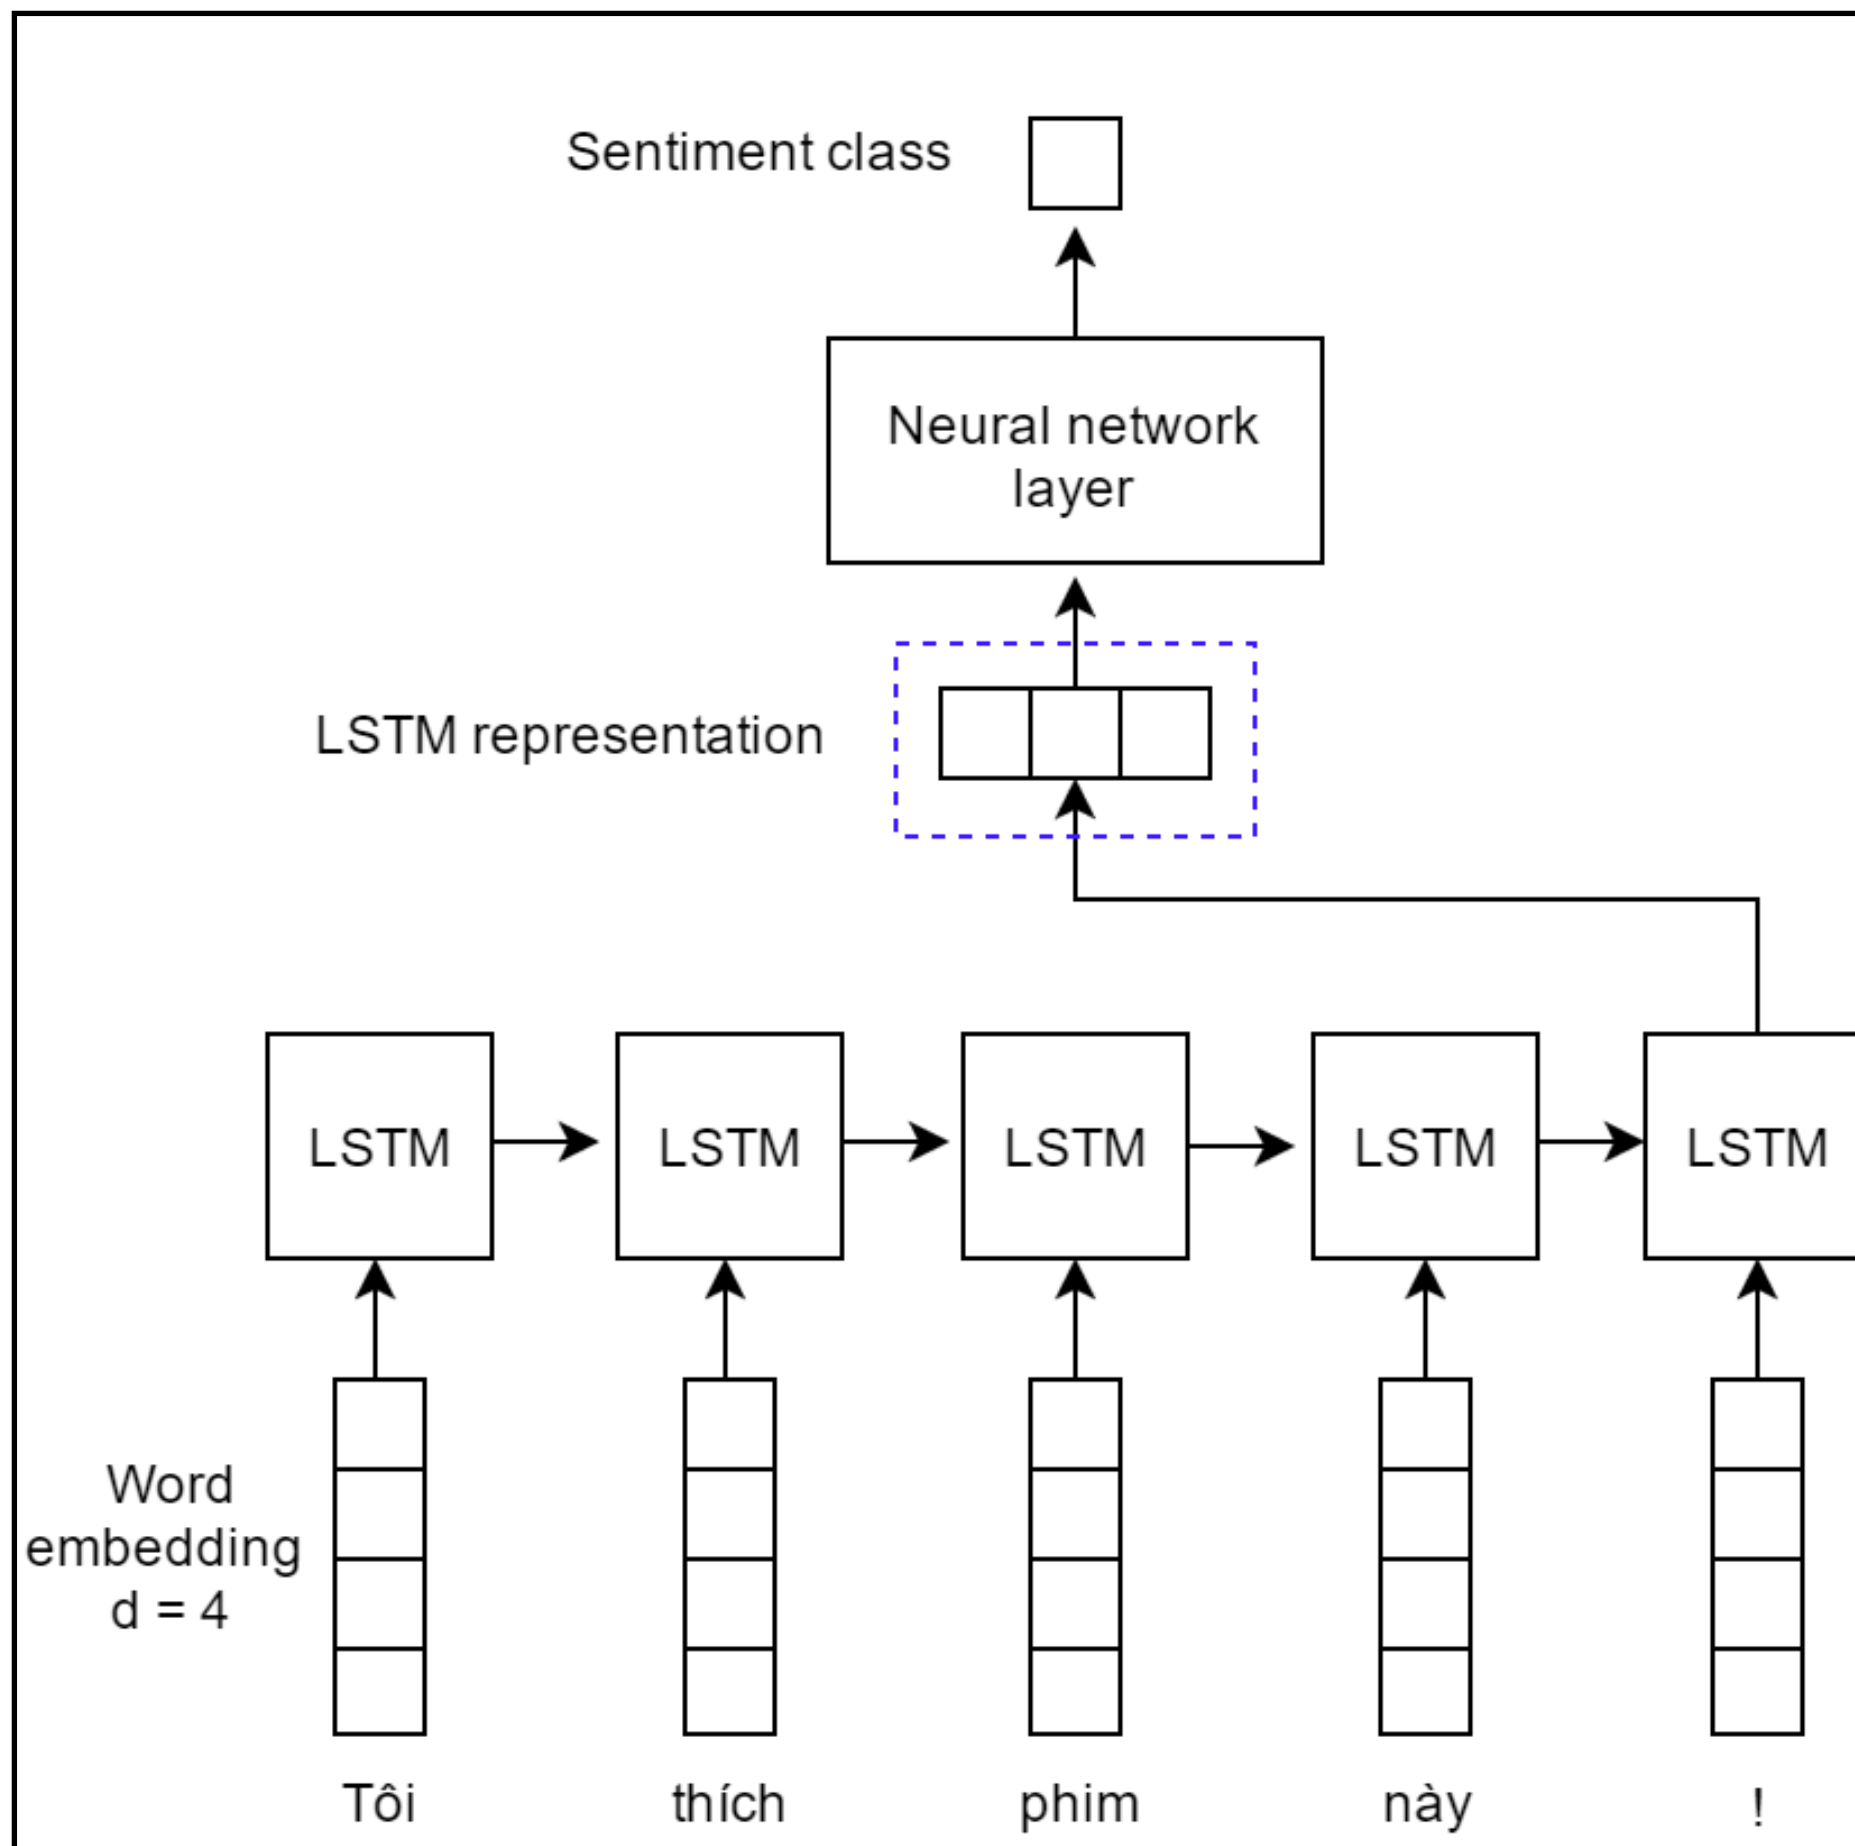 Sentiment class
Neural network
layer
LSTM representation
LSTM LSTM LSTM LSTM LSTM
Word
embedding
d = 4
Tôi thích phim này !